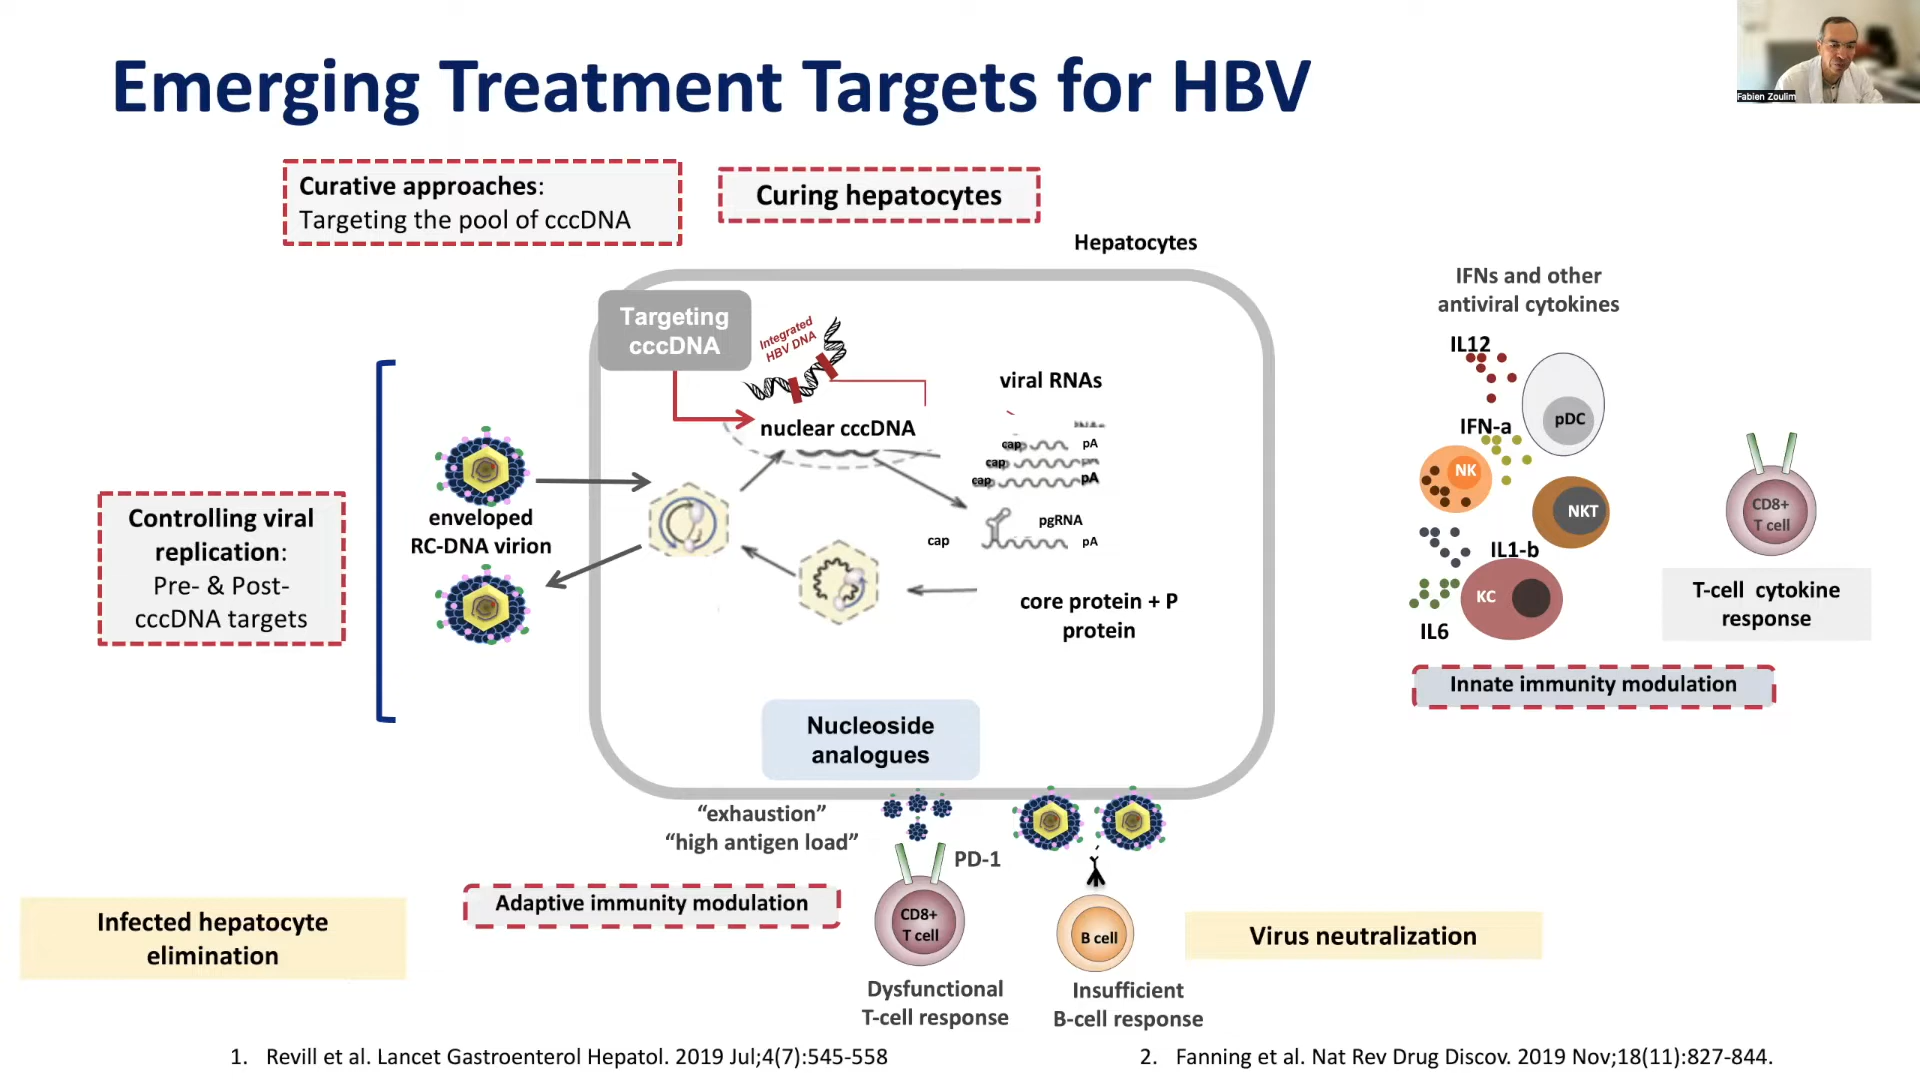 Emerging Treatment Targets for HBV
Fabien Zoulim
Curative approaches:
Targeting the pool of cccDNA
Curing hepatocytes
Hepatocytes
Targeting
cccDNA
Integrated
HBV DNA
nuclear cccDNA
viral RNAs
cap pA
cap pA
cap pA
pgRNA
cap pA
core protein + P
protein
enveloped
RC-DNA virion
Controlling viral
replication:
Pre- & Post-
cccDNA targets
Nucleoside
analogues
IFNs and other
antiviral cytokines
IL12
pDC
IFN-a
NK
NKT
IL1-b
KC
IL6
CD8+
T cell
T-cell cytokine
response
Innate immunity modulation
“exhaustion”
“high antigen load”
PD-1
Adaptive immunity modulation
CD8+
T cell
B cell
Dysfunctional
T-cell response
Insufficient
B-cell response
Infected hepatocyte
elimination
Virus neutralization
1. Revill et al. Lancet Gastroenterol Hepatol. 2019 Jul;4(7):545-558
2. Fanning et al. Nat Rev Drug Discov. 2019 Nov;18(11):827-844.